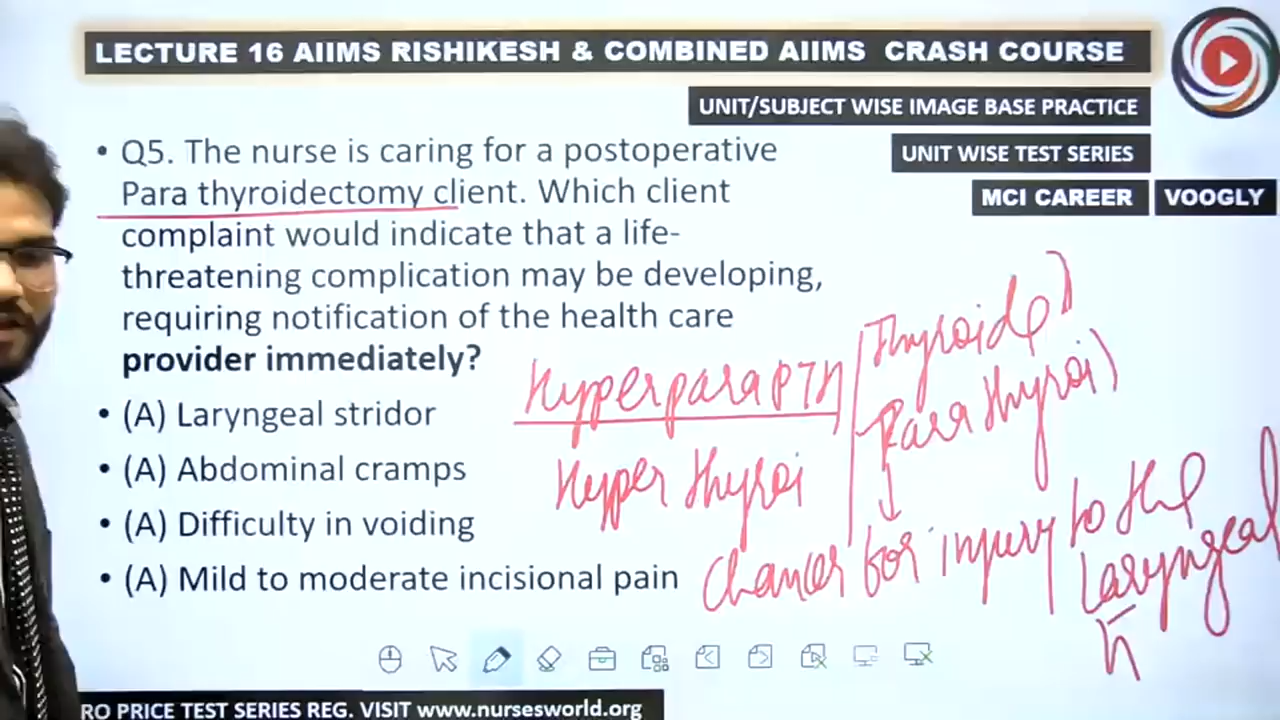 LECTURE 16 AIIMS RISHIKESH & COMBINED AIIMS CRASH COURSE
UNIT/SUBJECT WISE IMAGE BASE PRACTICE
UNIT WISE TEST SERIES
MCI CAREER
VOOGLY
• Q5. The nurse is caring for a postoperative
Para thyroidectomy client. Which client
complaint would indicate that a life-
threatening complication may be developing,
requiring notification of the health care
provider immediately?
• (A) Laryngeal stridor
• (A) Abdominal cramps
• (A) Difficulty in voiding
• (A) Mild to moderate incisional pain
Hyperpara PTH
Hyper thyroi
Thyroide
Para thyroi
Chances for injury to the
Laryngeal
RO PRICE TEST SERIES REG. VISIT www.nursesworld.org